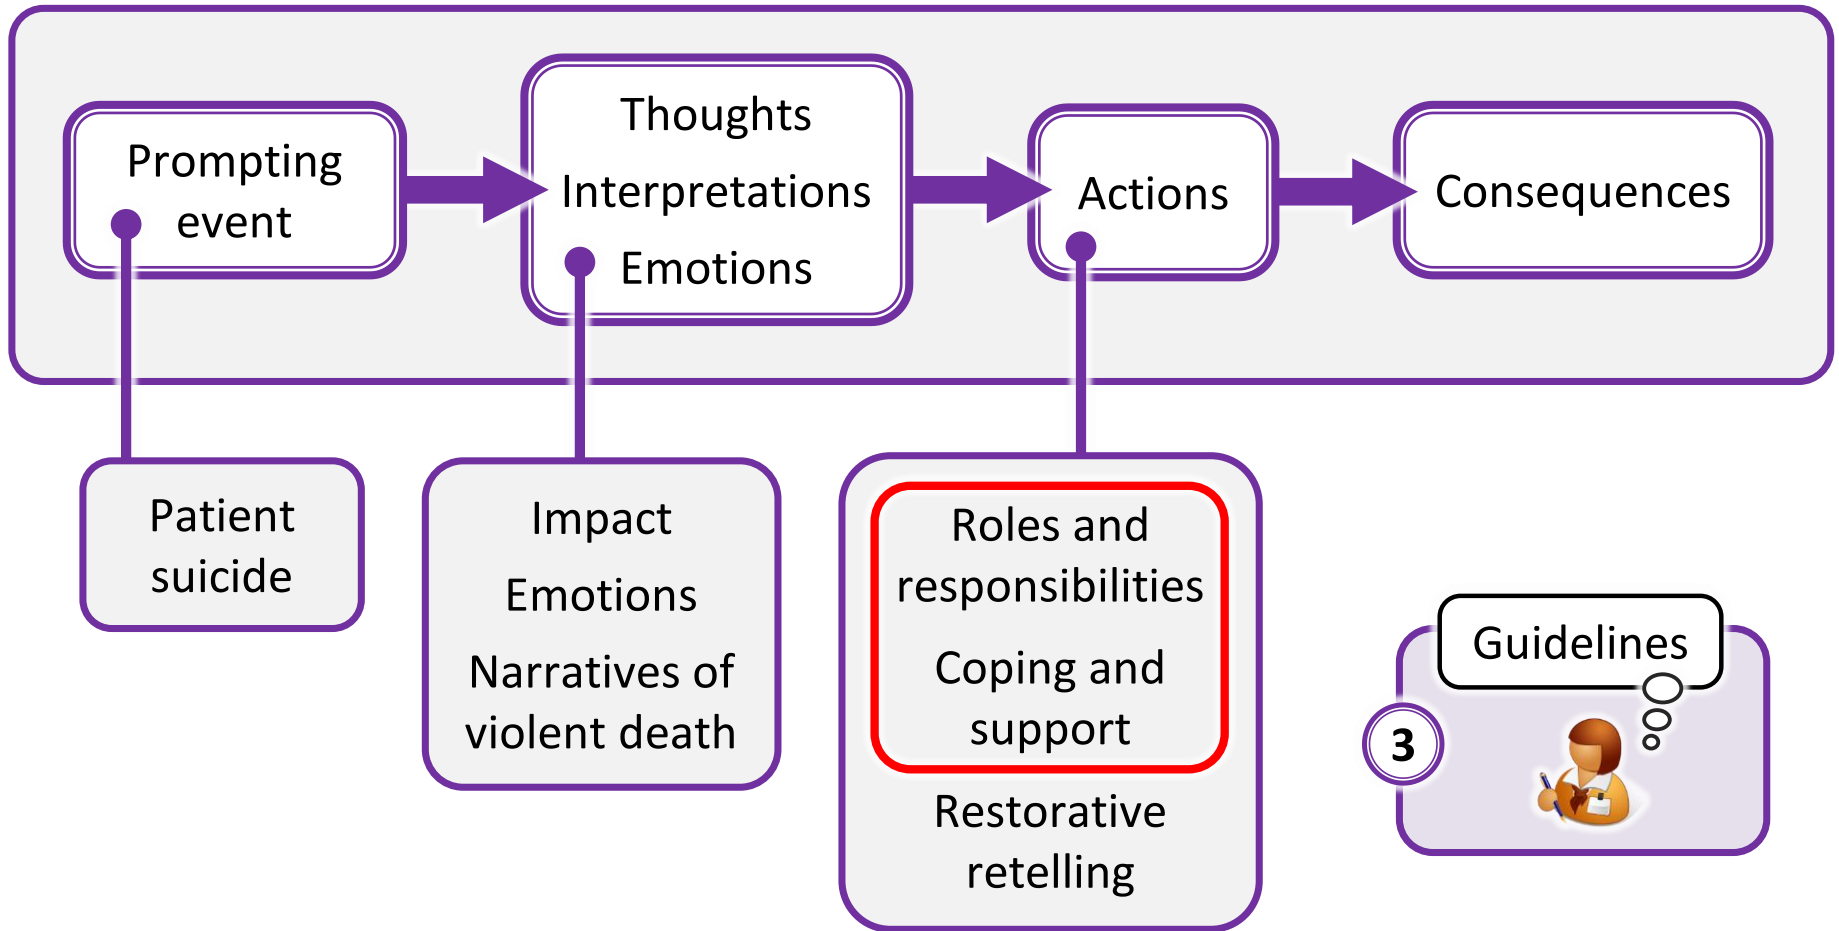 Prompting
event
Thoughts
Interpretations
Emotions
Actions
Consequences
Patient
suicide
Impact
Emotions
Narratives of
violent death
Roles and
responsibilities
Coping and
support
Restorative
retelling
Guidelines
3